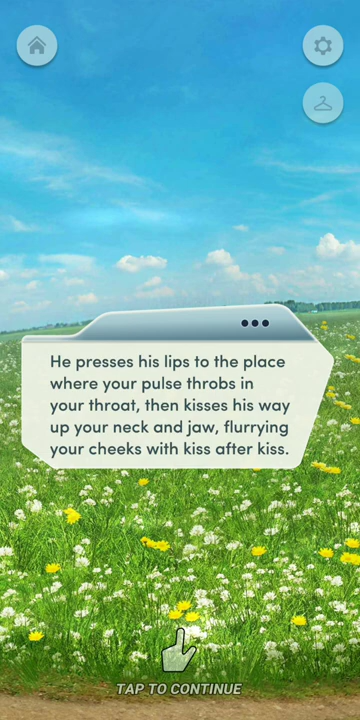 He presses his lips to the place
where your pulse throbs in
your throat, then kisses his way
up your neck and jaw, flurrying
your cheeks with kiss after kiss.
TAP TO CONTINUE